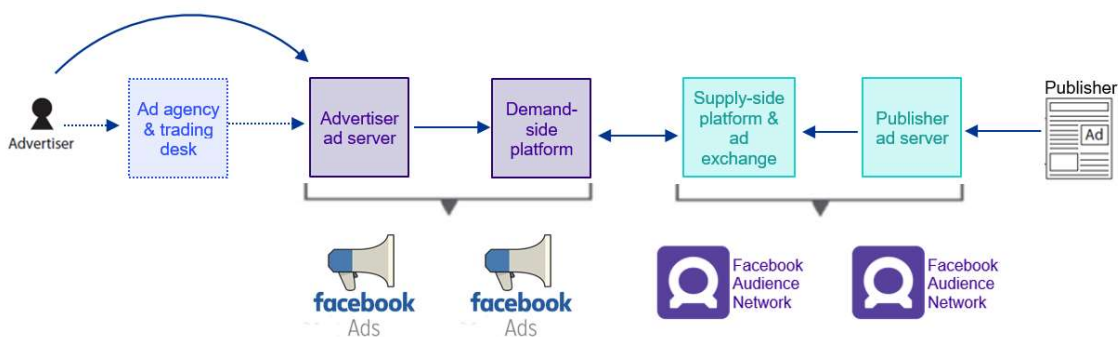 Advertiser
Ad agency
& trading
desk
Advertiser
ad server
Demand-
side
platform
Supply-side
platform &
ad
exchange
Publisher
ad server
Publisher
Ad
facebook
Ads
facebook
Ads
Facebook
Audience
Network
Facebook
Audience
Network